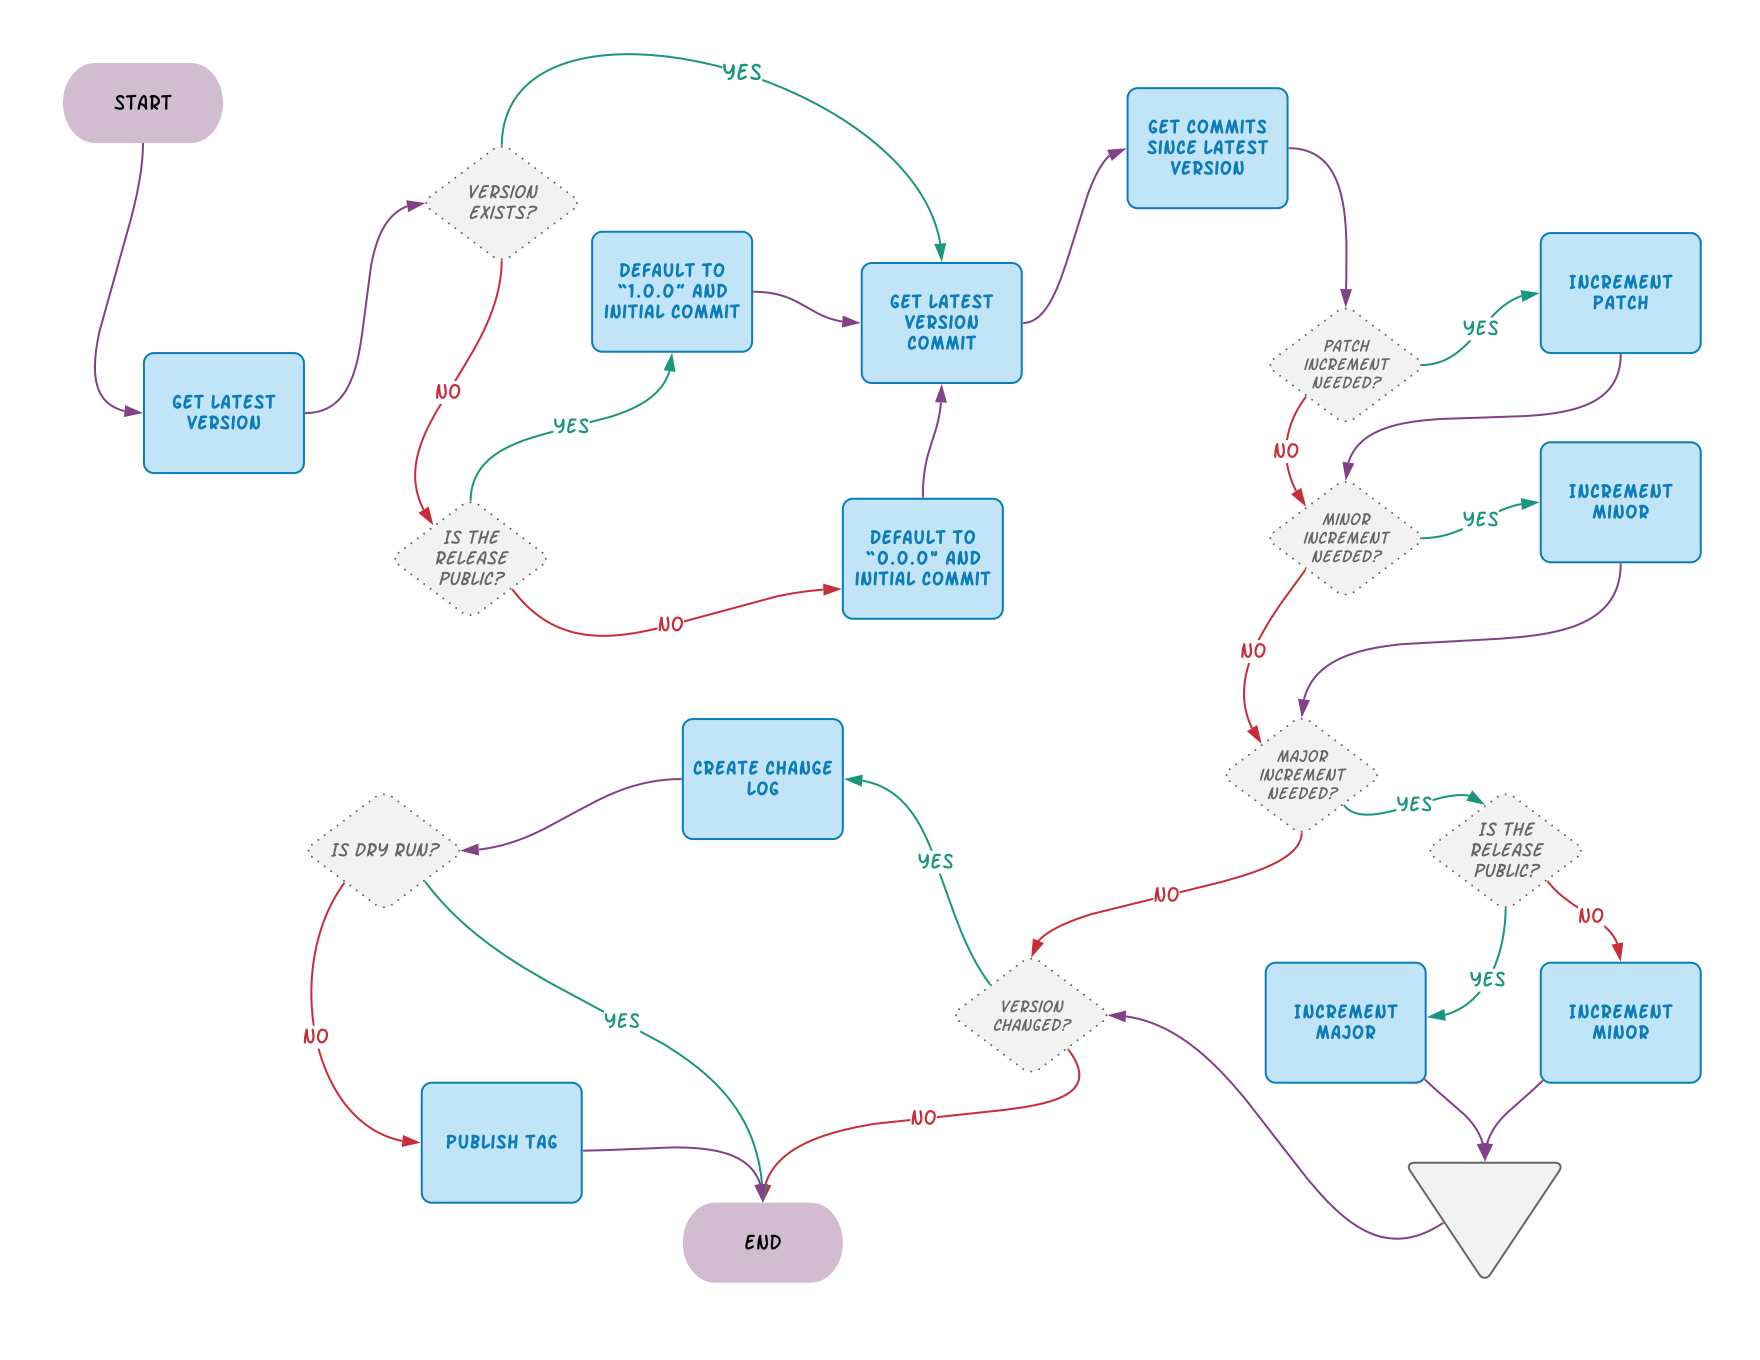 START
GET LATEST
VERSION
VERSION
EXISTS?
YES
NO
IS THE
RELEASE
PUBLIC?
YES
NO
DEFAULT TO
“1.0.0” AND
INITIAL COMMIT
DEFAULT TO
“0.0.0” AND
INITIAL COMMIT
GET LATEST
VERSION
COMMIT
GET COMMITS
SINCE LATEST
VERSION
PATCH
INCREMENT
NEEDED?
YES
NO
INCREMENT
PATCH
MINOR
INCREMENT
NEEDED?
YES
NO
INCREMENT
MINOR
MAJOR
INCREMENT
NEEDED?
YES
NO
IS THE
RELEASE
PUBLIC?
YES
NO
INCREMENT
MAJOR
INCREMENT
MINOR
VERSION
CHANGED?
YES
NO
CREATE CHANGE
LOG
IS DRY RUN?
NO
YES
PUBLISH TAG
END